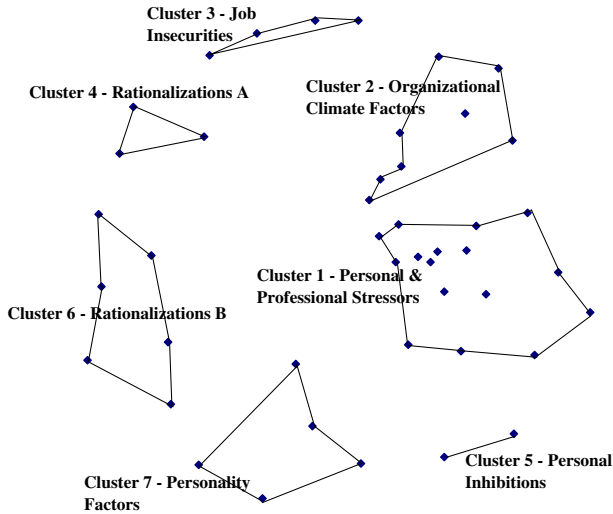 Cluster 3 - Job
Insecurities
Cluster 2 - Organizational
Climate Factors
Cluster 4 - Rationalizations A
Cluster 1 - Personal &
Professional Stressors
Cluster 6 - Rationalizations B
Cluster 5 - Personal
Inhibitions
Cluster 7 - Personality
Factors